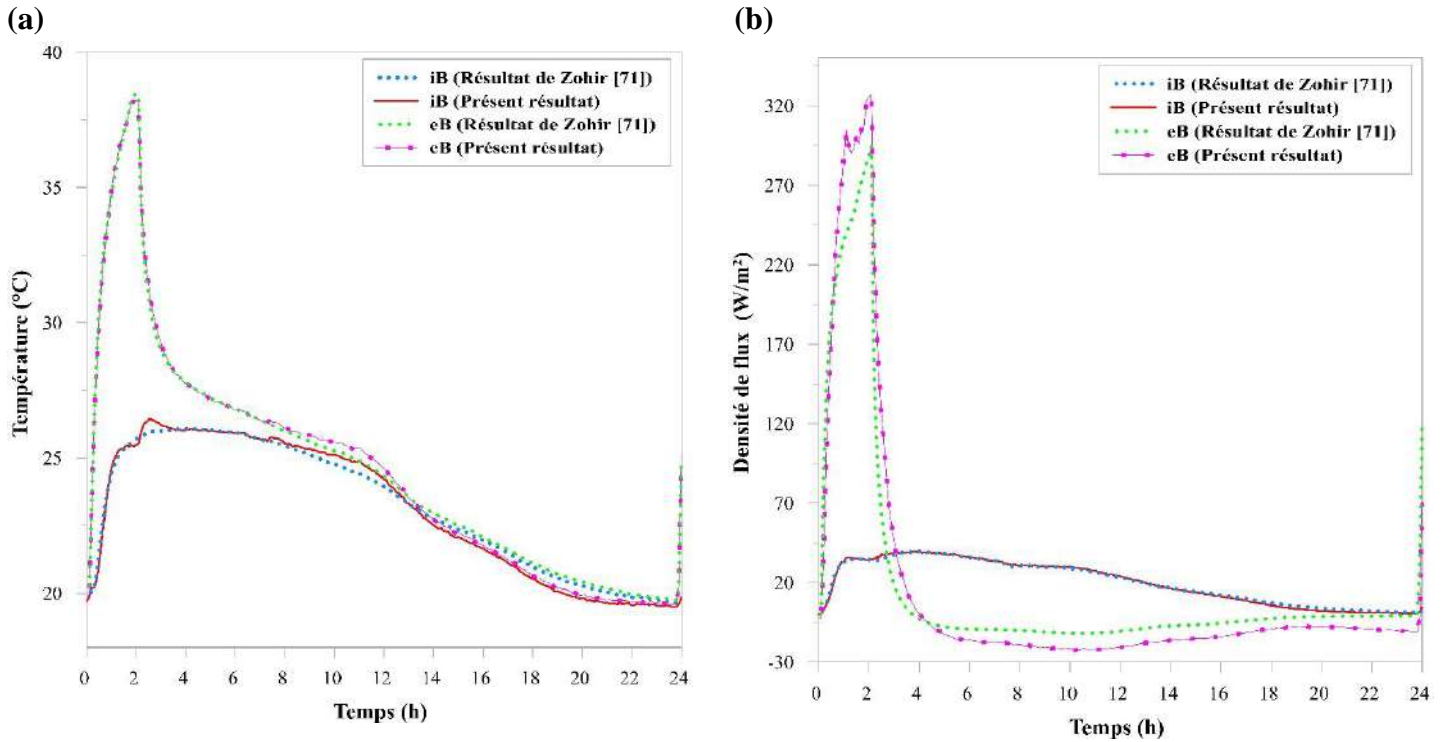 (a)
(b)
40
35
30
25
20
Température (°C)
iB (Résultat de Zohir [71])
iB (Présent résultat)
eB (Résultat de Zohir [71])
eB (Présent résultat)
0 2 4 6 8 10 12 14 16 18 20 22 24
Temps (h)
320
270
220
170
120
70
20
-30
Densité de flux (W/m²)
iB (Résultat de Zohir [71])
iB (Présent résultat)
eB (Résultat de Zohir [71])
eB (Présent résultat)
0 2 4 6 8 10 12 14 16 18 20 22 24
Temps (h)